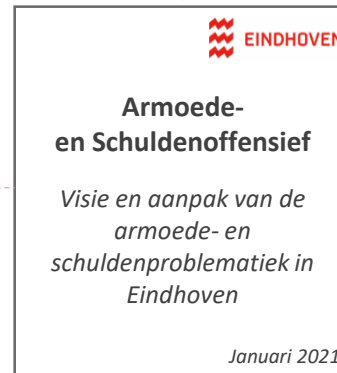 EINDHOVEN
Armoede-
en Schuldenoffensief
Visie en aanpak van de
armoede- en
schuldenproblematiek in
Eindhoven
Januari 2021